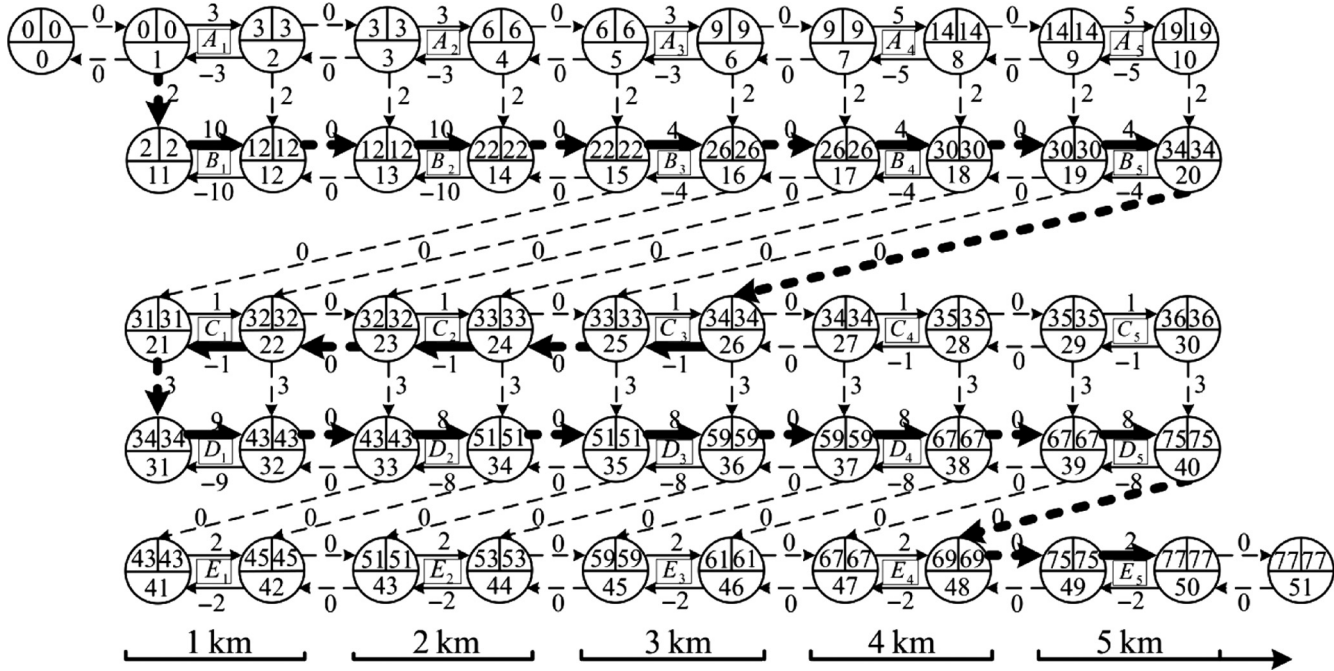 0 3 0 3 0 3 0 5 0 5
0 0 0 0 A1 3 3 3 3 A2 6 6 6 6 A3 9 9 9 9 A4 14 14 14 14 A5 19 19
0 1 2 3 4 5 6 7 8 9 10
0 −3 0 −3 0 −3 0 −5 0 −5
2 2 2 2 2 2 2 2 2 2
10 0 10 0 4 0 4 0 4
2 2 B1 12 12 12 12 B2 22 22 22 22 B3 26 26 26 26 B4 30 30 30 30 B5 34 34
11 12 13 14 15 16 17 18 19 20
−10 0 −10 0 −4 0 −4 0 −4
0 0 0 0 0 0
1 0 1 0 1 0 1 0 1
31 31 C1 32 32 32 32 C2 33 33 33 33 C3 34 34 34 34 C4 35 35 35 35 C5 36 36
21 22 23 24 25 26 27 28 29 30
−1 0 −1 0 −1 0 −1 0 −1
3 3 3 3 3 3 3 3 3 3
9 0 8 0 8 0 8 0 8
34 34 D1 43 43 43 43 D2 51 51 51 51 D3 59 59 59 59 D4 67 67 67 67 D5 75 75
31 32 33 34 35 36 37 38 39 40
−9 0 −8 0 −8 0 −8 0 −8
0 0 0 0 0 0 0 0
2 0 2 0 2 0 2 0 2 0
43 43 E1 45 45 51 51 E2 53 53 59 59 E3 61 61 67 67 E4 69 69 75 75 E5 77 77 77 77
41 42 43 44 45 46 47 48 49 50 51
−2 0 −2 0 −2 0 −2 0 −2 0
1 km 2 km 3 km 4 km 5 km